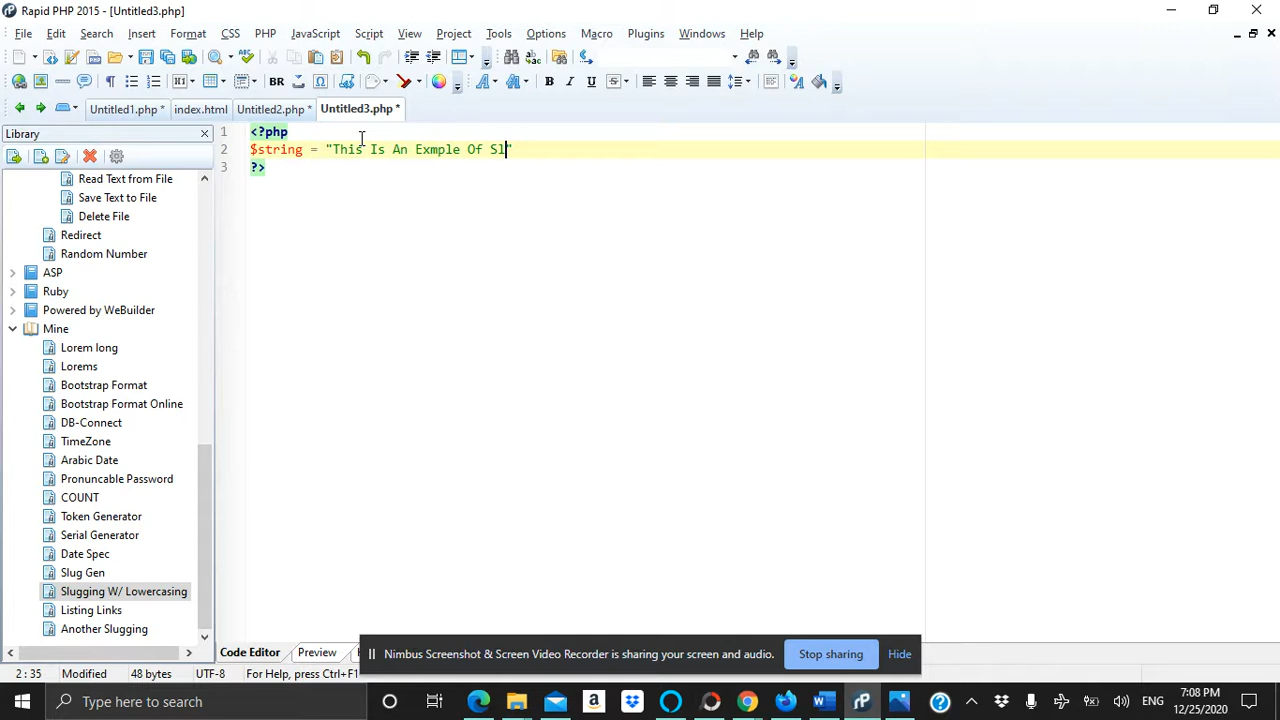 Rapid PHP 2015 - [Untitled3.php]
File Edit Search Insert Format CSS PHP JavaScript Script View Project Tools Options Macro Plugins Windows Help
BR B I U
Untitled1.php * index.html Untitled2.php * Untitled3.php *
Library
1 <?php
2 $string = "This Is An Exmple Of Sl"
3 ?>
Read Text from File
Save Text to File
Delete File
Redirect
Random Number
ASP
Ruby
Powered by WeBuilder
Mine
Lorem long
Lorems
Bootstrap Format
Bootstrap Format Online
DB-Connect
TimeZone
Arabic Date
Pronuncable Password
COUNT
Token Generator
Serial Generator
Date Spec
Slug Gen
Slugging W/ Lowercasing
Listing Links
Another Slugging
Code Editor Preview
Nimbus Screenshot & Screen Video Recorder is sharing your screen and audio. Stop sharing Hide
2 : 35 Modified 48 bytes UTF-8 For Help, press Ctrl+F1
Type here to search
ENG
7:08 PM
12/25/2020